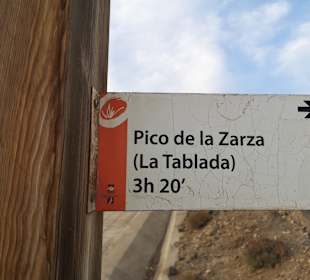 Pico de la Zarza
(La Tablada)
3h 20'